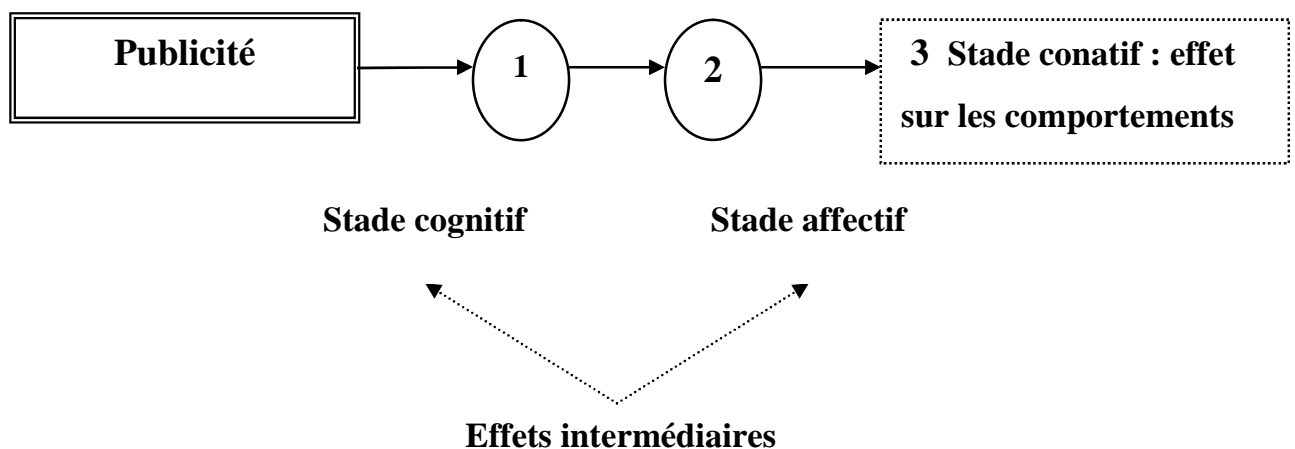 Publicité
1
2
3 Stade conatif : effet
sur les comportements
Stade cognitif
Stade affectif
Effets intermédiaires